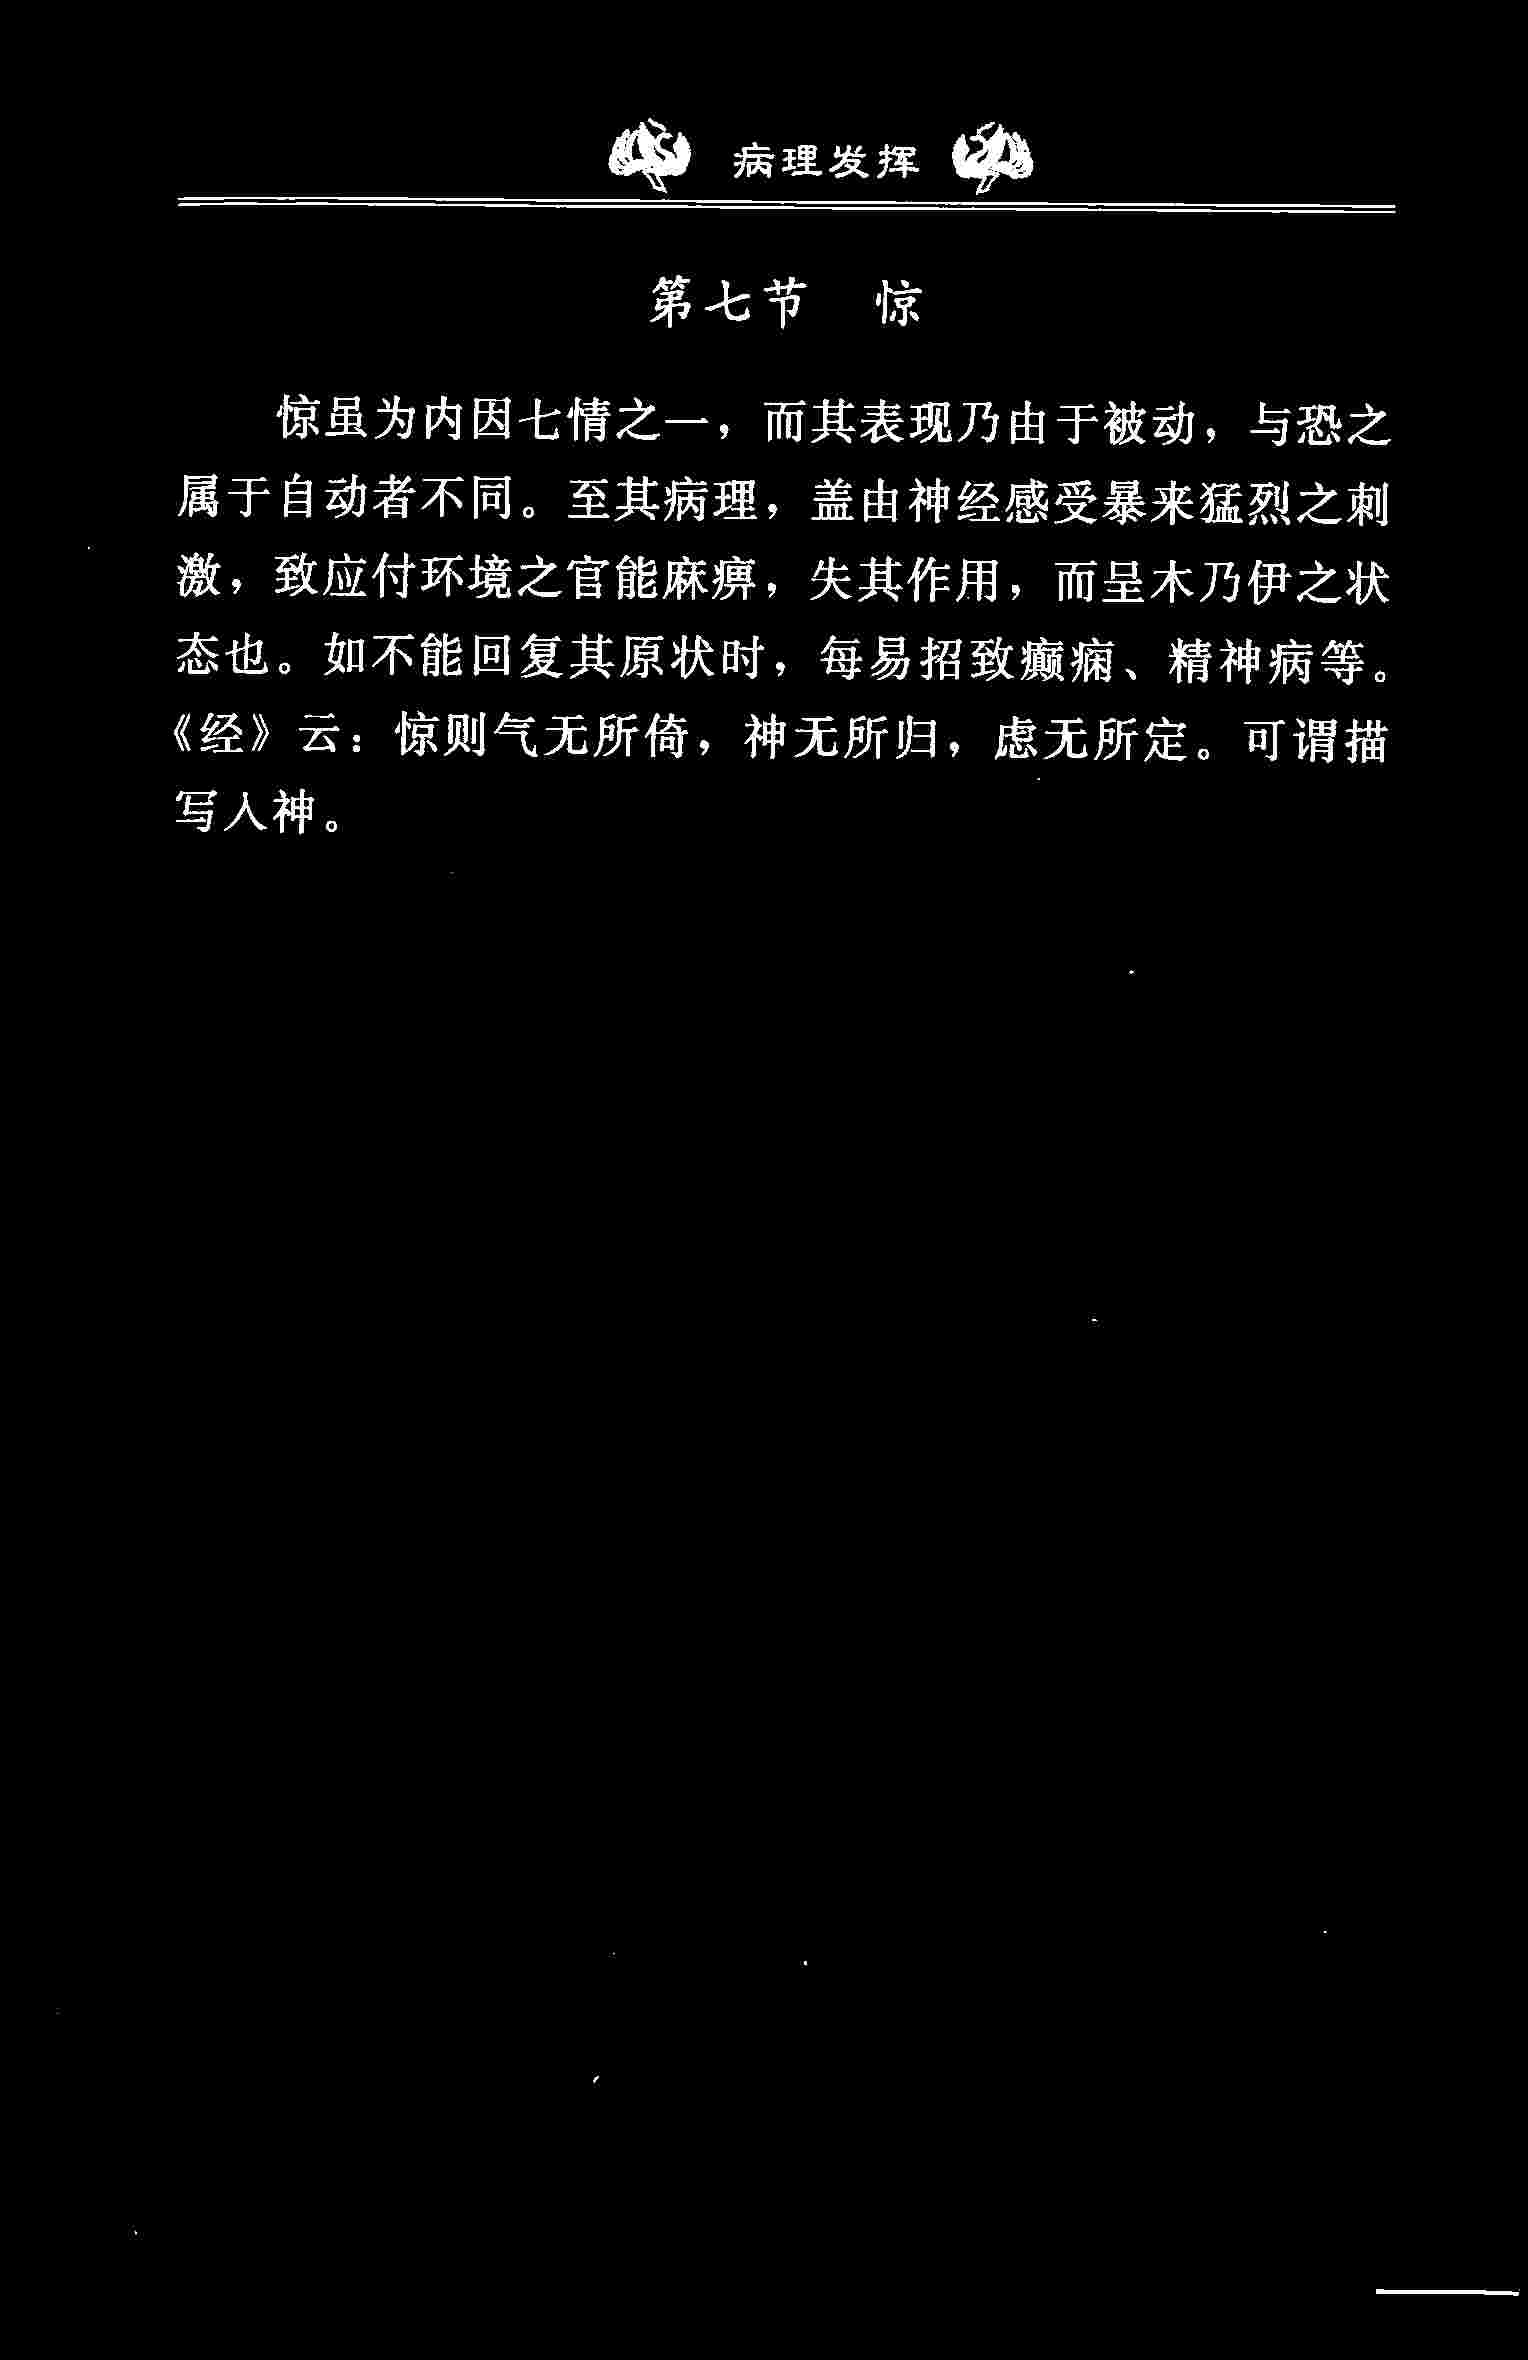 病理发挥
第七节 惊
惊虽为内因七情之一，而其表现乃由于被动，与恐之
属于自动者不同。至其病理，盖由神经感受暴来猛烈之刺
激，致应付环境之官能麻痹，失其作用，而呈木乃伊之状
态也。如不能回复其原状时，每易招致癫痫、精神病等。
《经》云：惊则气无所倚，神无所归，虑无所定。可谓描
写入神。